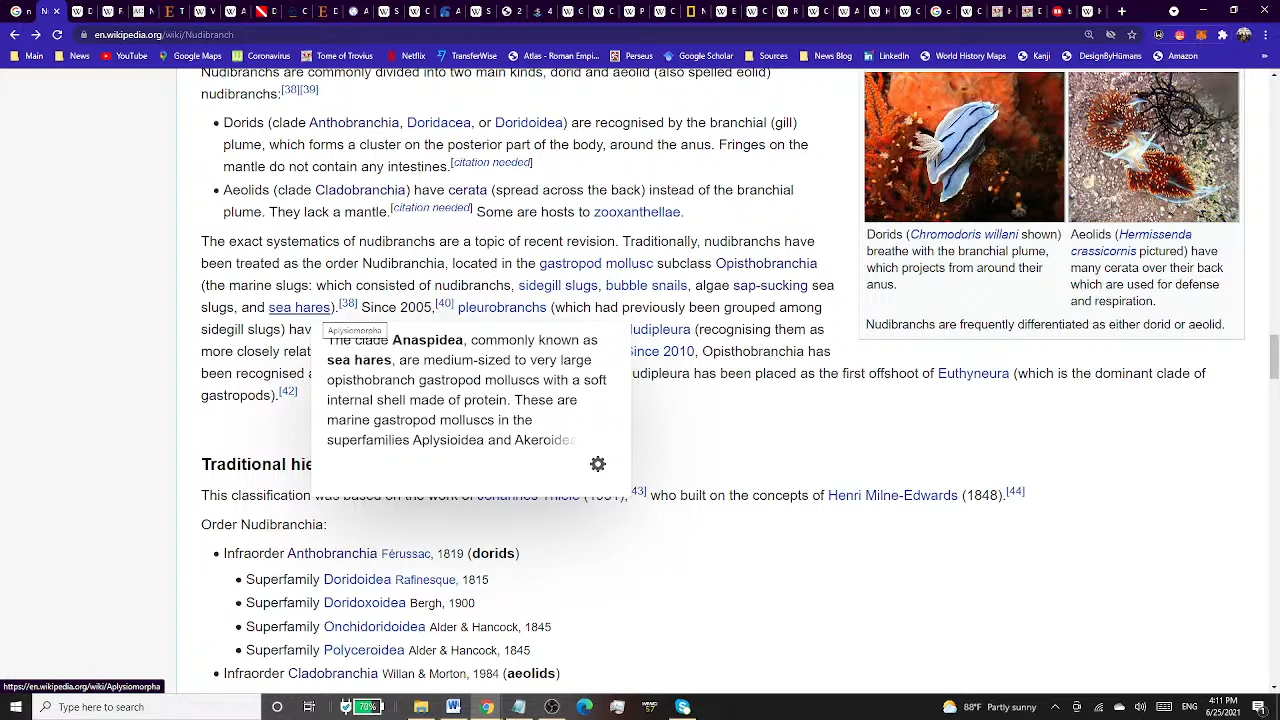 en.wikipedia.org/wiki/Nudibranch
Main News YouTube Google Maps Coronavirus Tome of Trovius Netflix TransferWise Atlas - Roman Empi... Perseus Google Scholar Sources News Blog LinkedIn World History Maps Kanji DesignByHümans Amazon
Nudibranchs are commonly divided into two main kinds, dorid and aeolid (also spelled eolid)
nudibranchs:[38][39]
Dorids (clade Anthobranchia, Doridacea, or Doridoidea) are recognised by the branchial (gill)
plume, which forms a cluster on the posterior part of the body, around the anus. Fringes on the
mantle do not contain any intestines.[citation needed]
Aeolids (clade Cladobranchia) have cerata (spread across the back) instead of the branchial
plume. They lack a mantle.[citation needed] Some are hosts to zooxanthellae.
The exact systematics of nudibranchs are a topic of recent revision. Traditionally, nudibranchs have
been treated as the order Nudibranchia, located in the gastropod mollusc subclass Opisthobranchia
(the marine slugs: which consisted of nudibranchs, sidegill slugs, bubble snails, algae sap-sucking sea
slugs, and sea hares).[38] Since 2005,[40] pleurobranchs (which had previously been grouped among
sidegill slugs) hav udipleura (recognising them as
more closely relat Since 2010, Opisthobranchia has
been recognised udipleura has been placed as the first offshoot of Euthyneura (which is the dominant clade of
gastropods).[42]
Dorids (Chromodoris willani shown)
breathe with the branchial plume,
which projects from around their
anus.
Aeolids (Hermissenda
crassicornis pictured) have
many cerata over their back
which are used for defense
and respiration.
Nudibranchs are frequently differentiated as either dorid or aeolid.
Aplysiomorpha
The clade Anaspidea, commonly known as
sea hares, are medium-sized to very large
opisthobranch gastropod molluscs with a soft
internal shell made of protein. These are
marine gastropod molluscs in the
superfamilies Aplysioidea and Akeroidea
Traditional hie
This classification was based on the work of Johannes Thiele (1931),[43] who built on the concepts of Henri Milne-Edwards (1848).[44]
Order Nudibranchia:
Infraorder Anthobranchia Férussac, 1819 (dorids)
Superfamily Doridoidea Rafinesque, 1815
Superfamily Doridoxoidea Bergh, 1900
Superfamily Onchidoridoidea Alder & Hancock, 1845
Superfamily Polyceroidea Alder & Hancock, 1845
Infraorder Cladobranchia Willan & Morton, 1984 (aeolids)
https://en.wikipedia.org/wiki/Aplysiomorpha
Type here to search
70%
88°F Partly sunny
4:11 PM
6/25/2021